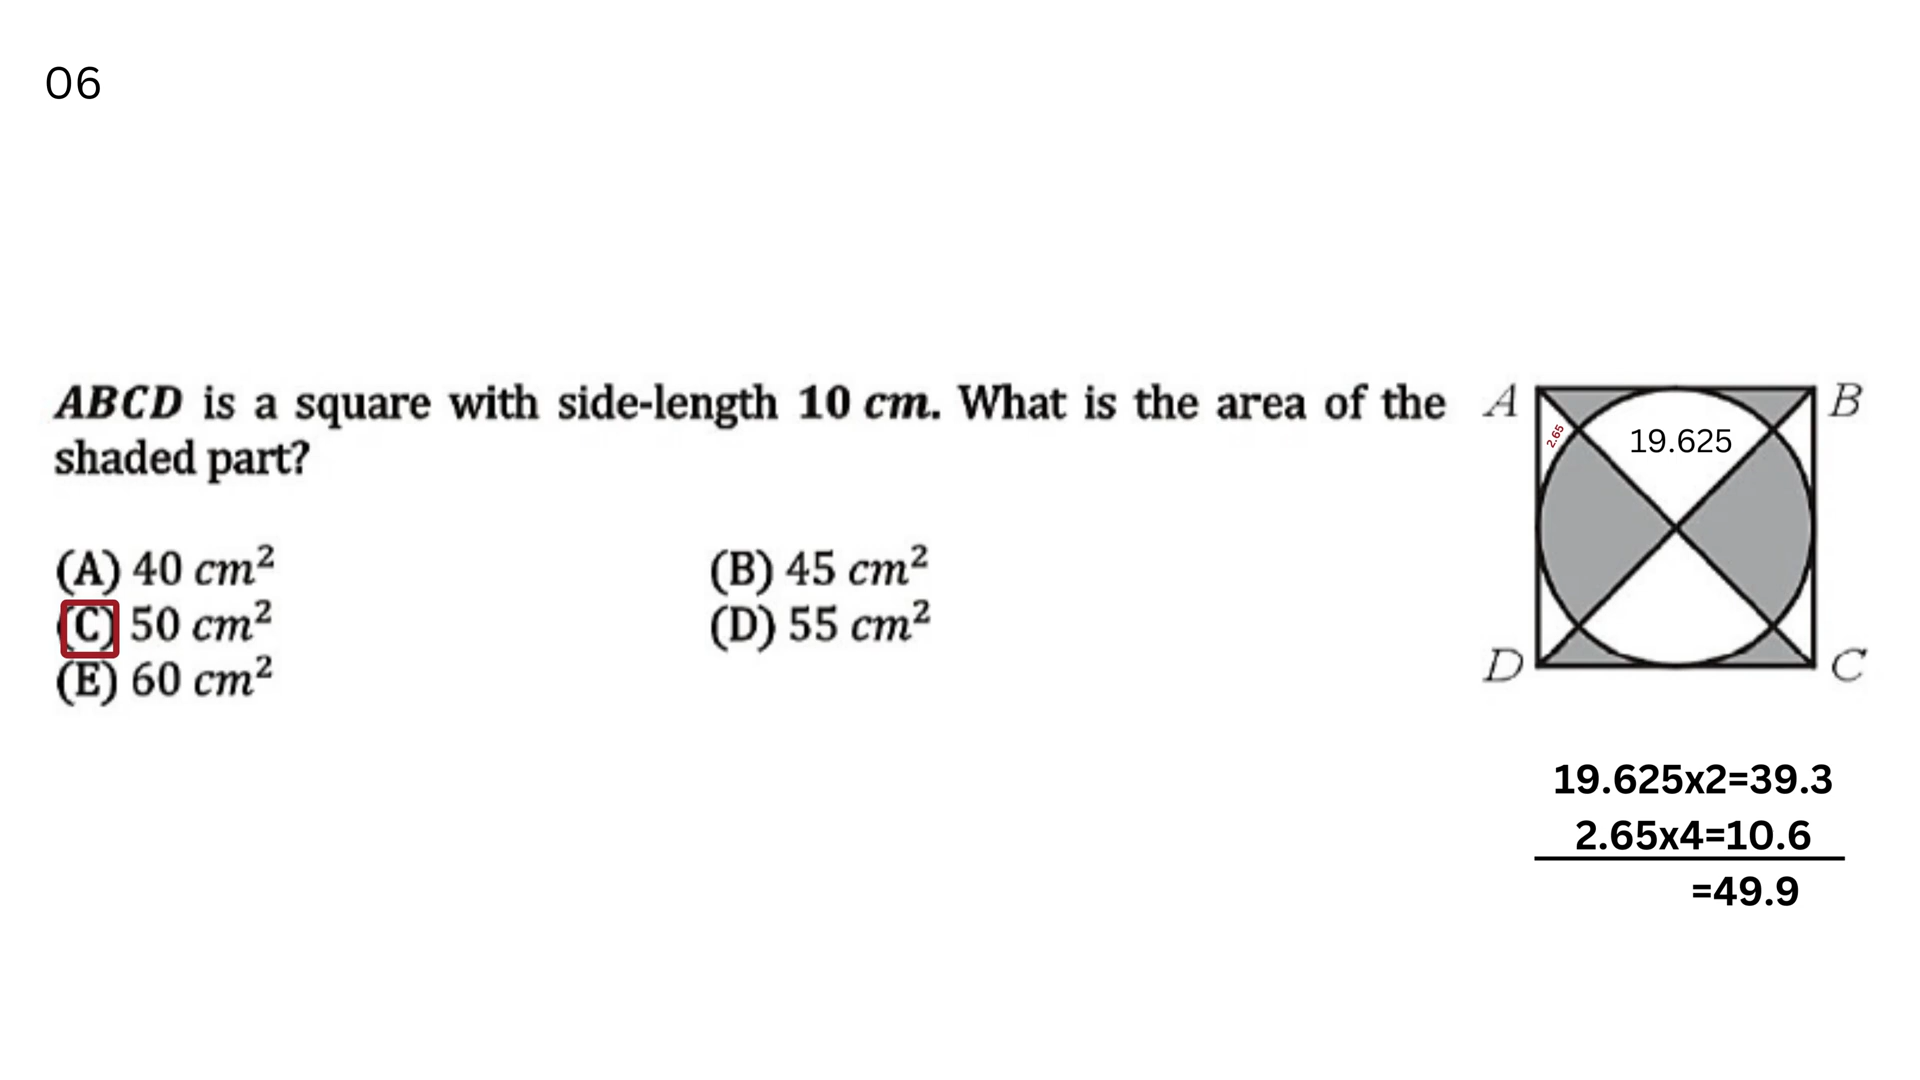 06
ABCD is a square with side-length 10 cm. What is the area of the
shaded part?
(A) 40 cm²
(B) 45 cm²
(C) 50 cm²
(D) 55 cm²
(E) 60 cm²
A
B
2.65
19.625
D
C
19.625x2=39.3
2.65x4=10.6
=49.9